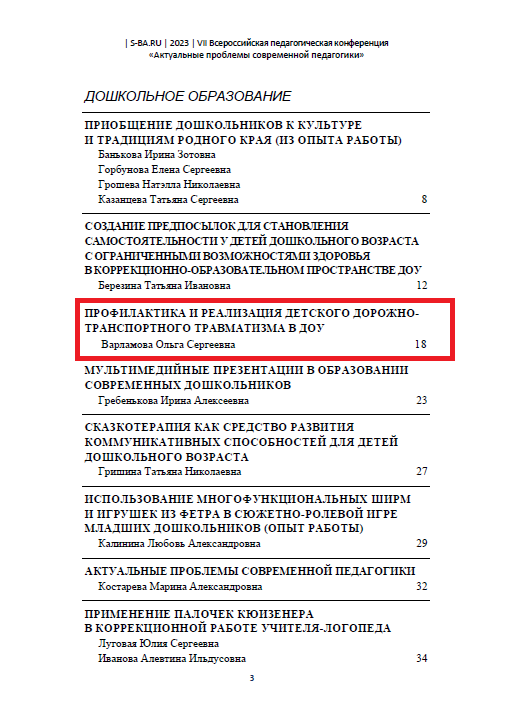 | S-BA.RU | 2023 | VII Всероссийская педагогическая конференция
«Актуальные проблемы современной педагогики»
ДОШКОЛЬНОЕ ОБРАЗОВАНИЕ
ПРИОБЩЕНИЕ ДОШКОЛЬНИКОВ К КУЛЬТУРЕ
И ТРАДИЦИЯМ РОДНОГО КРАЯ (ИЗ ОПЫТА РАБОТЫ)
Банькова Ирина Зотовна
Горбунова Елена Сергеевна
Грошева Натэлла Николаевна
Казанцева Татьяна Сергеевна 8
СОЗДАНИЕ ПРЕДПОСЫЛОК ДЛЯ СТАНОВЛЕНИЯ
САМОСТОЯТЕЛЬНОСТИ У ДЕТЕЙ ДОШКОЛЬНОГО ВОЗРАСТА
С ОГРАНИЧЕННЫМИ ВОЗМОЖНОСТЯМИ ЗДОРОВЬЯ
В КОРРЕКЦИОННО-ОБРАЗОВАТЕЛЬНОМ ПРОСТРАНСТВЕ ДОУ
Березина Татьяна Ивановна 12
ПРОФИЛАКТИКА И РЕАЛИЗАЦИЯ ДЕТСКОГО ДОРОЖНО-
ТРАНСПОРТНОГО ТРАВМАТИЗМА В ДОУ
Варламова Ольга Сергеевна 18
МУЛЬТИМЕДИЙНЫЕ ПРЕЗЕНТАЦИИ В ОБРАЗОВАНИИ
СОВРЕМЕННЫХ ДОШКОЛЬНИКОВ
Гребенькова Ирина Алексеевна 23
СКАЗКОТЕРАПИЯ КАК СРЕДСТВО РАЗВИТИЯ
КОММУНИКАТИВНЫХ СПОСОБНОСТЕЙ ДЛЯ ДЕТЕЙ
ДОШКОЛЬНОГО ВОЗРАСТА
Гришина Татьяна Николаевна 27
ИСПОЛЬЗОВАНИЕ МНОГОФУНКЦИОНАЛЬНЫХ ШИРМ
И ИГРУШЕК ИЗ ФЕТРА В СЮЖЕТНО-РОЛЕВОЙ ИГРЕ
МЛАДШИХ ДОШКОЛЬНИКОВ (ОПЫТ РАБОТЫ)
Калинина Любовь Александровна 29
АКТУАЛЬНЫЕ ПРОБЛЕМЫ СОВРЕМЕННОЙ ПЕДАГОГИКИ
Костарева Марина Александровна 32
ПРИМЕНЕНИЕ ПАЛОЧЕК КЮИЗЕНЕРА
В КОРРЕКЦИОННОЙ РАБОТЕ УЧИТЕЛЯ-ЛОГОПЕДА
Луговая Юлия Сергеевна
Иванова Алевтина Ильдусовна 34
3